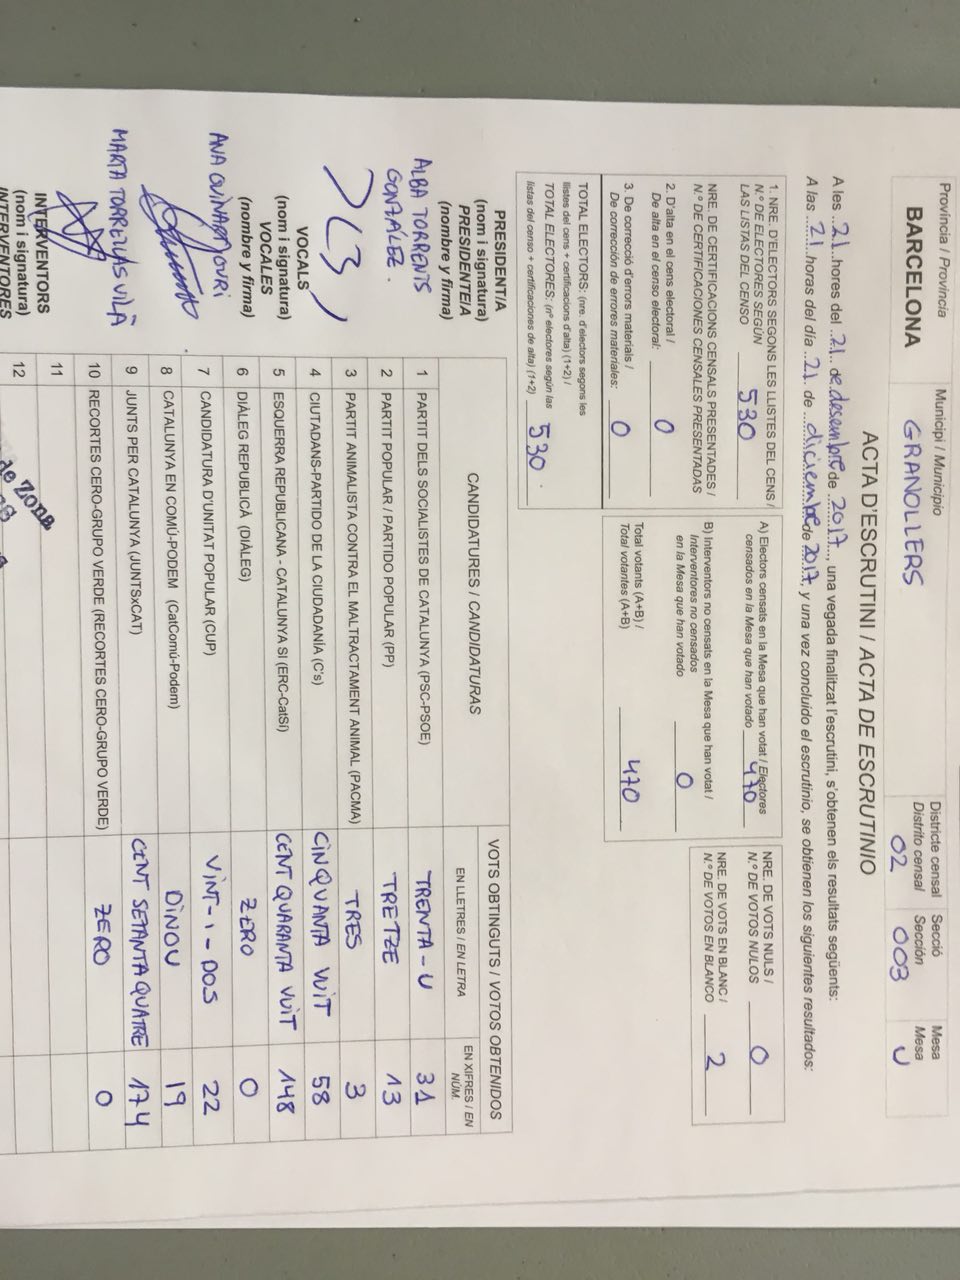 Província / Provincia
BARCELONA
Municipi / Municipio
GRANOLLERS
Districte censal
Distrito censal
02
Secció
Sección
003
Mesa
Mesa
U
ACTA D'ESCRUTINI / ACTA DE ESCRUTINIO
A les ..21..hores del ..21.. de desembre de 2017..., una vegada finalitzat l'escrutini, s'obtenen els resultats següents:
A las ...21...horas del día ..21. de ...diciembre de 2017, y una vez concluido el escrutinio, se obtienen los siguientes resultados:
1. NRE. D'ELECTORS SEGONS LES LLISTES DEL CENS /
N.º DE ELECTORES SEGÚN
LAS LISTAS DEL CENSO 530
NRE. DE CERTIFICACIONS CENSALS PRESENTADES /
N.º DE CERTIFICACIONES CENSALES PRESENTADAS
2. D'alta en el cens electoral /
De alta en el censo electoral: 0
3. De correcció d'errors materials /
De corrección de errores materiales: 0
TOTAL ELECTORS: (nre. d'electors segons les
llistes del cens + certificacions d'alta) (1+2) /
TOTAL ELECTORES: (nº electores según las
listas del censo + certificaciones de alta) (1+2) 530
A) Electors censats en la Mesa que han votat / Electores
censados en la Mesa que han votado 470
B) Interventors no censats en la Mesa que han votat /
Interventores no censados
en la Mesa que han votado 0
Total votants (A+B) /
Total votantes (A+B) 470
NRE. DE VOTS NULS /
N.º DE VOTOS NULOS 0
NRE. DE VOTS EN BLANC /
N.º DE VOTOS EN BLANCO 2
PRESIDENT/A
(nom i signatura)
PRESIDENTE/A
(nombre y firma)
ALBA TORRENTS
GONZÁLEZ.
VOCALS
(nom i signatura)
VOCALES
(nombre y firma)
MARTA TORRELLAS VILÀ
INTERVENTORS
(nom i signatura)
INTERVENTORES
CANDIDATURES / CANDIDATURAS
VOTS OBTINGUTS / VOTOS OBTENIDOS
EN LLETRES / EN LETRA
EN XIFRES / EN NÚM.
1 PARTIT DELS SOCIALISTES DE CATALUNYA (PSC-PSOE) TRENTA-U 31
2 PARTIT POPULAR / PARTIDO POPULAR (PP) TRETZE 13
3 PARTIT ANIMALISTA CONTRA EL MALTRACTAMENT ANIMAL (PACMA) TRES 3
4 CIUTADANS-PARTIDO DE LA CIUDADANÍA (C's) CINQUANTA VUIT 58
5 ESQUERRA REPUBLICANA - CATALUNYA SÍ (ERC-CatSí) CENT QUARANTA VUIT 148
6 DIÀLEG REPUBLICÀ (DIÀLEG) ZERO 0
7 CANDIDATURA D'UNITAT POPULAR (CUP) VINT-I-DOS 22
8 CATALUNYA EN COMÚ-PODEM (CatComú-Podem) DINOU 19
9 JUNTS PER CATALUNYA (JUNTSxCAT) CENT SETANTA QUATRE 174
10 RECORTES CERO-GRUPO VERDE (RECORTES CERO-GRUPO VERDE) ZERO 0
11
12
de Zona